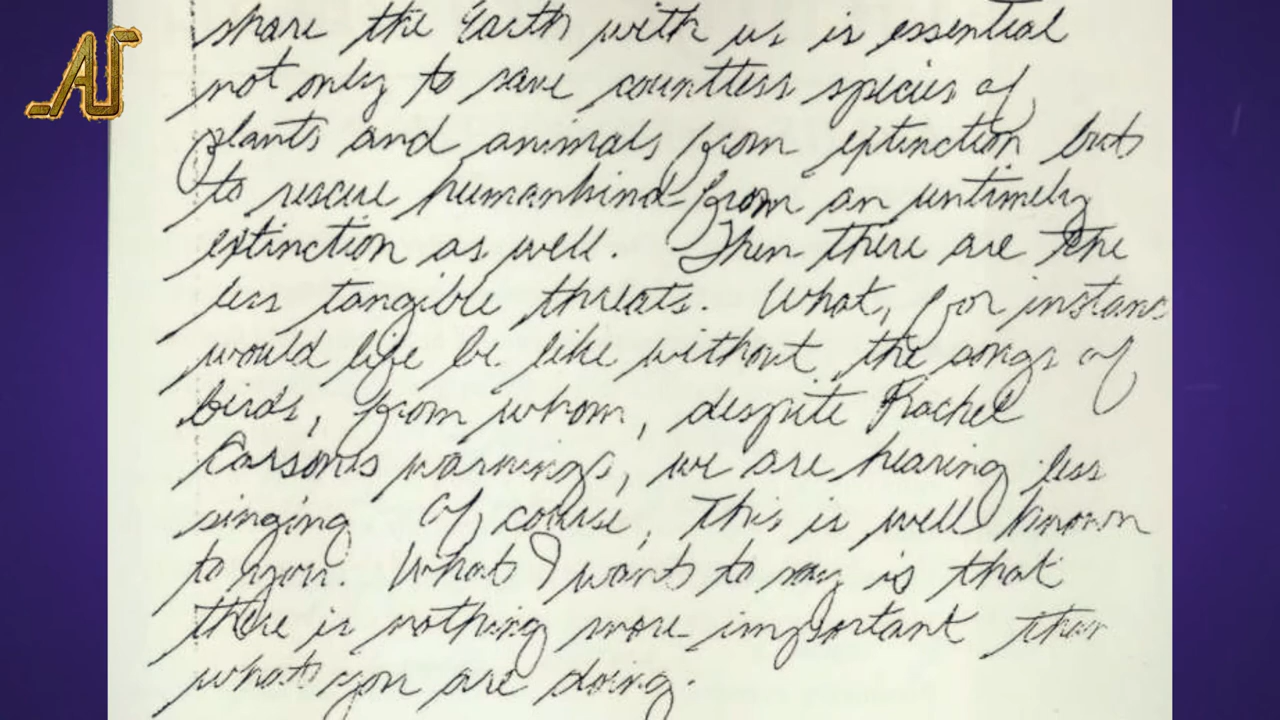 AJ
share the Earth with us is essential
not only to save countless species of
plants and animals from extinction but
to rescue humankind from an untimely
extinction as well. Then there are the
less tangible threats. What, for instanc
would life be like without the songs of
birds, from whom, despite Rachel
Carson's warnings, we are hearing less
singing Of course, this is well known
to you. What I want to say is that
there is nothing more important than
what you are doing.